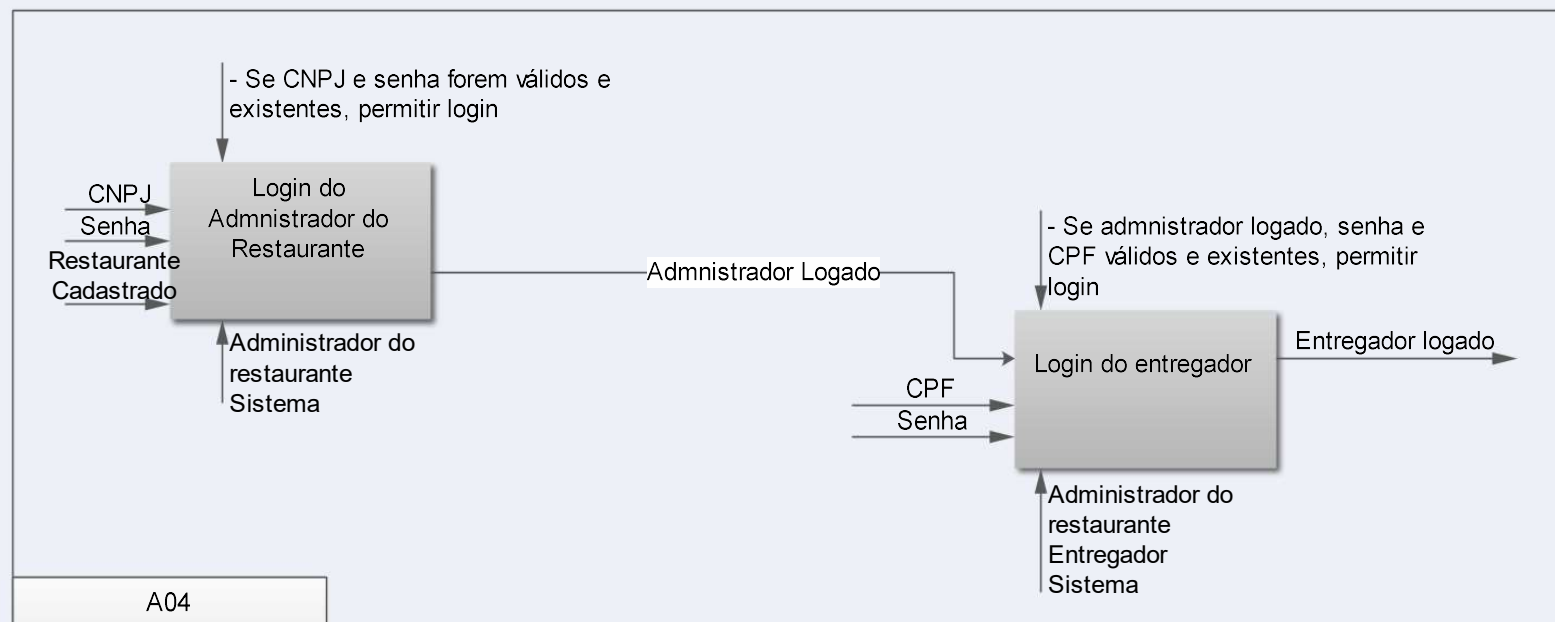 - Se CNPJ e senha forem válidos e
existentes, permitir login
CNPJ
Senha
Restaurante
Cadastrado
Login do
Admnistrador do
Restaurante
Administrador do
restaurante
Sistema
Admnistrador Logado
- Se admnistrador logado, senha e
CPF válidos e existentes, permitir
login
CPF
Senha
Login do entregador
Entregador logado
Administrador do
restaurante
Entregador
Sistema
A04